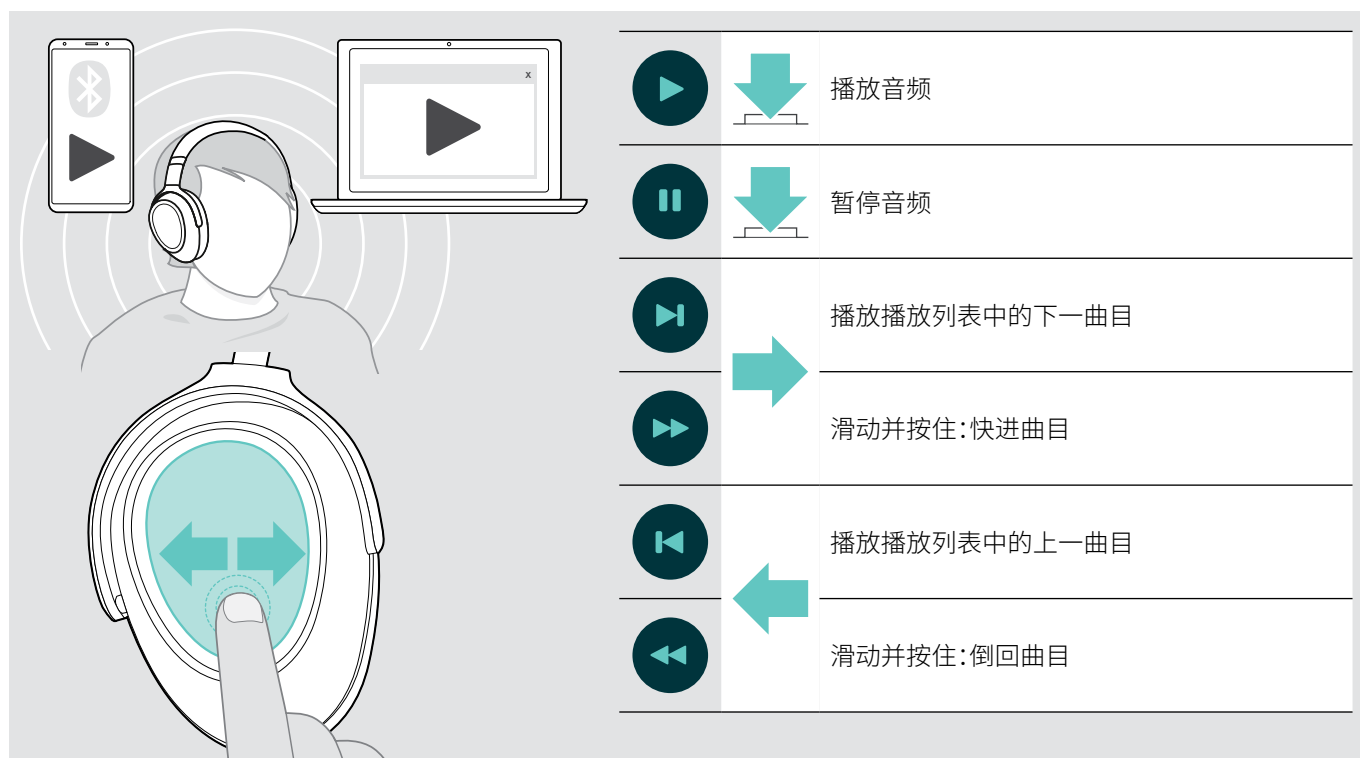 x
播放音频
暂停音频
播放播放列表中的下一曲目
滑动并按住：快进曲目
播放播放列表中的上一曲目
滑动并按住：倒回曲目